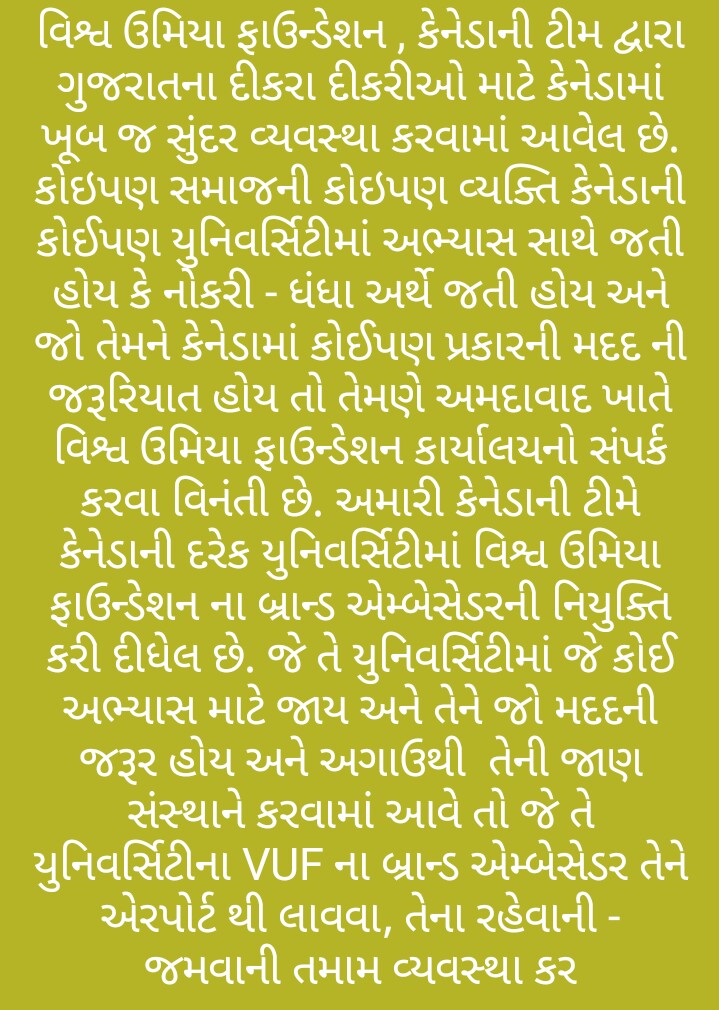 વિશ્વ ઉમિયા ફાઉન્ડેશન , કેનેડાની ટીમ દ્વારા
ગુજરાતના દીકરા દીકરીઓ માટે કેનેડામાં
ખૂબ જ સુંદર વ્યવસ્થા કરવામાં આવેલ છે.
કોઇપણ સમાજની કોઇપણ વ્યક્તિ કેનેડાની
કોઈપણ યુનિવર્સિટીમાં અભ્યાસ સાથે જતી
હોય કે નોકરી - ધંધા અર્થે જતી હોય અને
જો તેમને કેનેડામાં કોઈપણ પ્રકારની મદદ ની
જરૂરિયાત હોય તો તેમણે અમદાવાદ ખાતે
વિશ્વ ઉમિયા ફાઉન્ડેશન કાર્યાલયનો સંપર્ક
કરવા વિનંતી છે. અમારી કેનેડાની ટીમે
કેનેડાની દરેક યુનિવર્સિટીમાં વિશ્વ ઉમિયા
ફાઉન્ડેશન ના બ્રાન્ડ એમ્બેસેડરની નિયુક્તિ
કરી દીધેલ છે. જે તે યુનિવર્સિટીમાં જે કોઈ
અભ્યાસ માટે જાય અને તેને જો મદદની
જરૂર હોય અને અગાઉથી તેની જાણ
સંસ્થાને કરવામાં આવે તો જે તે
યુનિવર્સિટીના VUF ના બ્રાન્ડ એમ્બેસેડર તેને
એરપોર્ટ થી લાવવા, તેના રહેવાની -
જમવાની તમામ વ્યવસ્થા કર